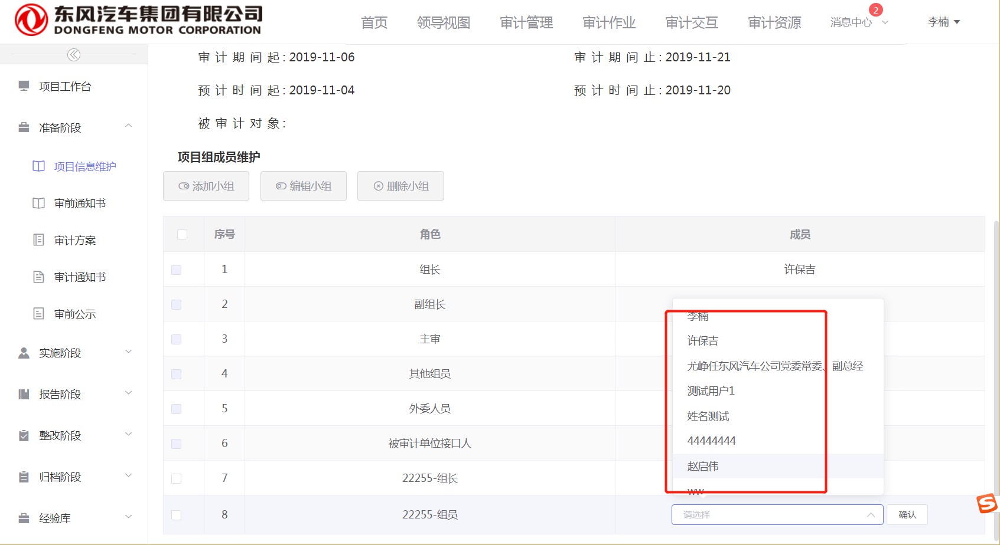 东风汽车集团有限公司
DONGFENG MOTOR CORPORATION
首页 领导视图 审计管理 审计作业 审计交互 审计资源 消息中心 2 李楠
审计期间起:2019-11-06 审计期间止:2019-11-21
项目工作台
预计时间起:2019-11-04 预计时间止:2019-11-20
准备阶段
被审计对象:
项目组成员维护
项目信息维护
添加小组 编辑小组 删除小组
审前通知书
审计方案
审计通知书
审前公示
实施阶段
报告阶段
整改阶段
归档阶段
经验库
序号 角色 成员
1 组长 许保吉
2 副组长
3 主审
4 其他组员
5 外委人员
6 被审计单位接口人
7 22255-组长
8 22255-组员
李楠
许保吉
尤峥任东风汽车公司党委常委、副总经
测试用户1
姓名测试
44444444
赵启伟
ww
请选择 确认